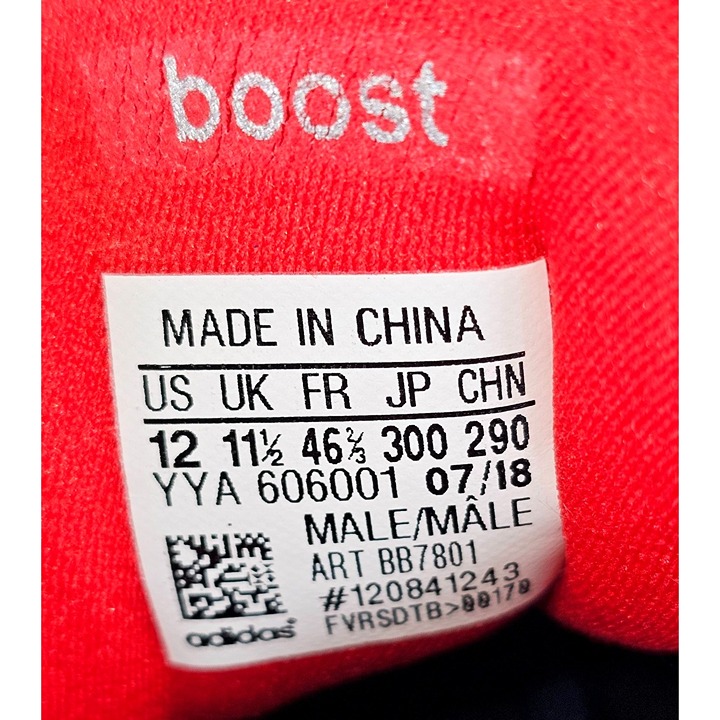 boost
MADE IN CHINA
US UK FR JP CHN
12 11½ 46⅔ 300 290
YYA 606001 07/18
MALE/MÂLE
ART BB7801
#120841243
adidas
FVRSDTB>00170